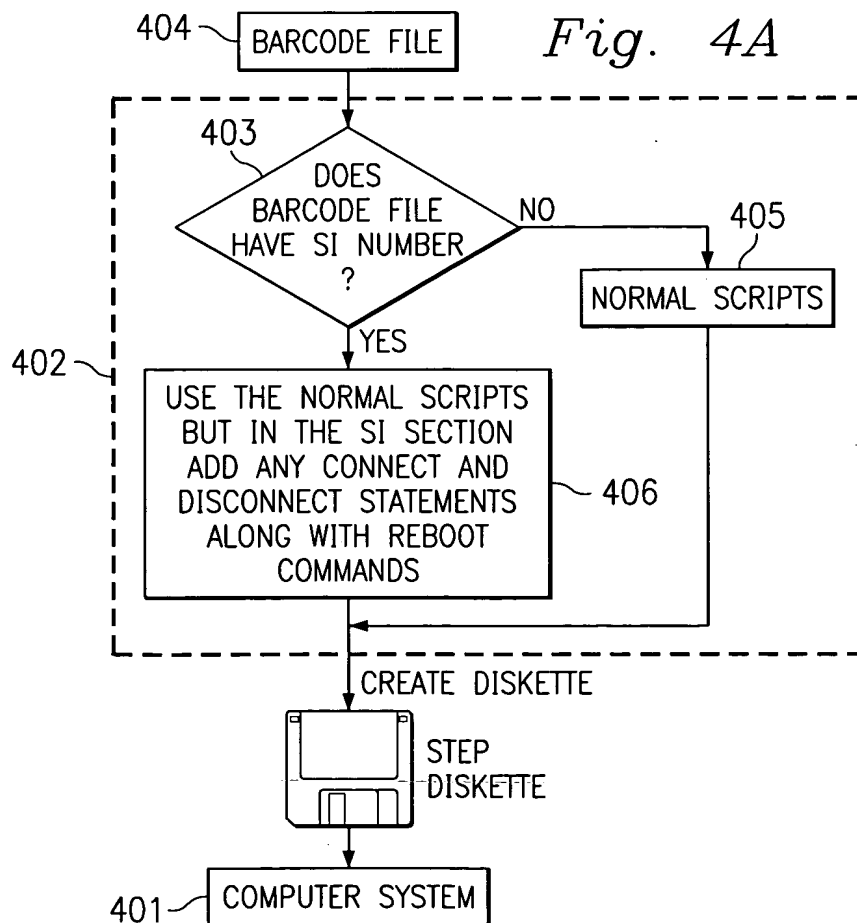 Fig. 4A
404
BARCODE FILE
403
DOES
BARCODE FILE
HAVE SI NUMBER
?
NO
405
NORMAL SCRIPTS
YES
402
USE THE NORMAL SCRIPTS
BUT IN THE SI SECTION
ADD ANY CONNECT AND
DISCONNECT STATEMENTS
ALONG WITH REBOOT
COMMANDS
406
CREATE DISKETTE
STEP
DISKETTE
401
COMPUTER SYSTEM